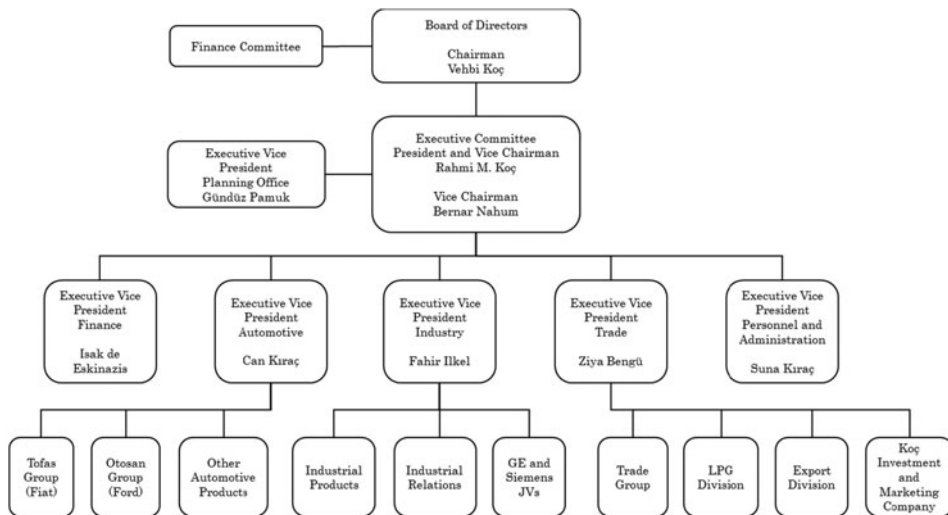 Board of Directors
Chairman
Vehbi Koç
Finance Committee
Executive Committee
President and Vice Chairman
Rahmi M. Koç
Vice Chairman
Bernar Nahum
Executive Vice
President
Planning Office
Gündüz Pamuk
Executive Vice
President
Finance
Isak de
Eskinazis
Executive Vice
President
Automotive
Can Kıraç
Executive Vice
President
Industry
Fahir Ilkel
Executive Vice
President
Trade
Ziya Bengü
Executive Vice
President
Personnel and
Administration
Suna Kıraç
Tofas
Group
(Fiat)
Otosan
Group
(Ford)
Other
Automotive
Products
Industrial
Products
Industrial
Relations
GE and
Siemens
JVs
Trade
Group
LPG
Division
Export
Division
Koç
Investment
and
Marketing
Company